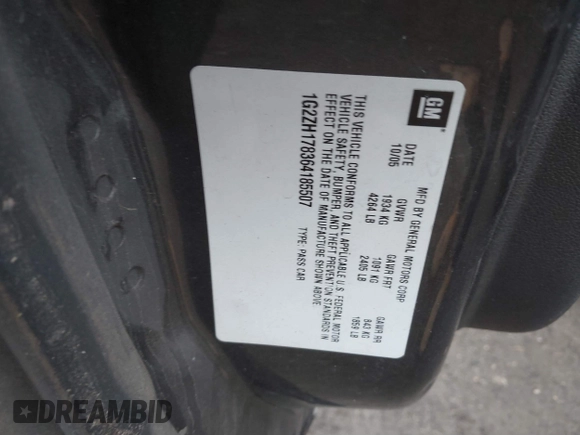 GM
MFD BY GENERAL MOTORS CORP
DATE GVWR GAWR FRT GAWR RR
10/05 1934 KG 1091 KG 843 KG
4264 LB 2405 LB 1859 LB
THIS VEHICLE CONFORMS TO ALL APPLICABLE U.S. FEDERAL MOTOR
VEHICLE SAFETY, BUMPER, AND THEFT PREVENTION STANDARDS IN
EFFECT ON THE DATE OF MANUFACTURE SHOWN ABOVE
1G2ZH178364185507 TYPE: PASS CAR
DREAMBID